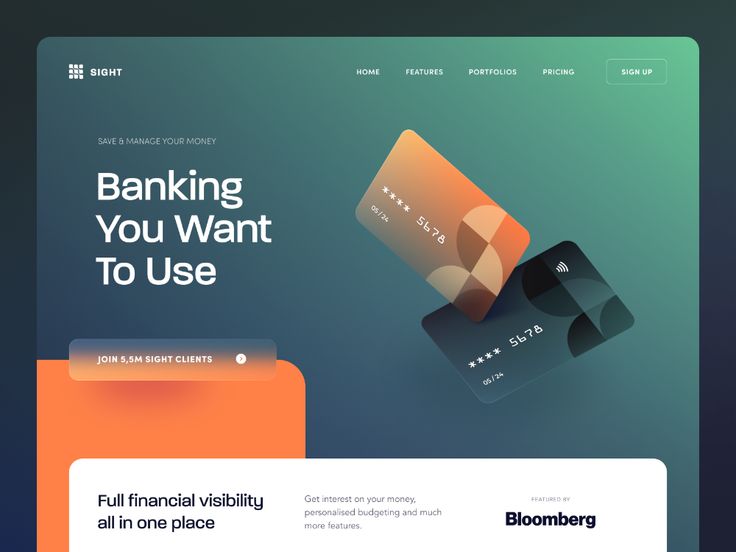 SIGHT
HOME
FEATURES
PORTFOLIOS
PRICING
SIGN UP
SAVE & MANAGE YOUR MONEY
Banking
You Want
To Use
**** 5678
05/24
**** 5678
05/24
JOIN 5,5M SIGHT CLIENTS
Full financial visibility
all in one place
Get interest on your money,
personalised budgeting and much
more features.
FEATURED BY
Bloomberg